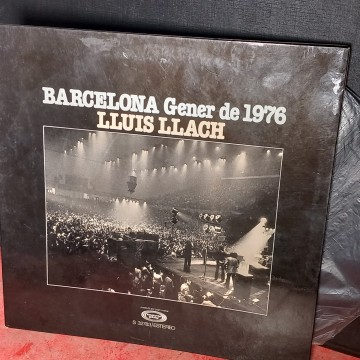 BARCELONA Gener de 1976
LLUIS LLACH